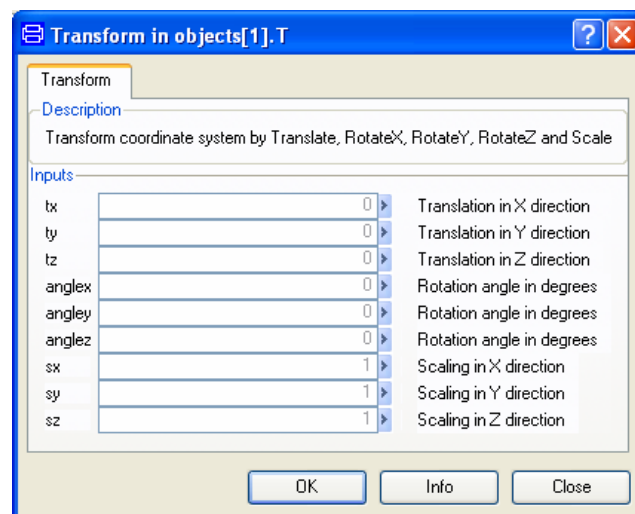 Transform in objects[1].T
Transform
Description
Transform coordinate system by Translate, RotateX, RotateY, RotateZ and Scale
Inputs
tx 0 Translation in X direction
ty 0 Translation in Y direction
tz 0 Translation in Z direction
anglex 0 Rotation angle in degrees
angley 0 Rotation angle in degrees
anglez 0 Rotation angle in degrees
sx 1 Scaling in X direction
sy 1 Scaling in Y direction
sz 1 Scaling in Z direction
OK Info Close